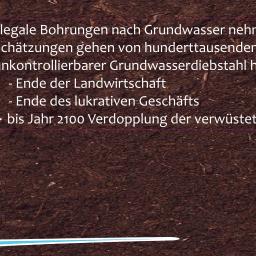 legale Bohrungen nach Grundwasser nehm
chätzungen gehen von hunderttausenden
nkontrollierbarer Grundwasserdiebstahl h
- Ende der Landwirtschaft
- Ende des lukrativen Geschäfts
bis Jahr 2100 Verdopplung der verwüstet